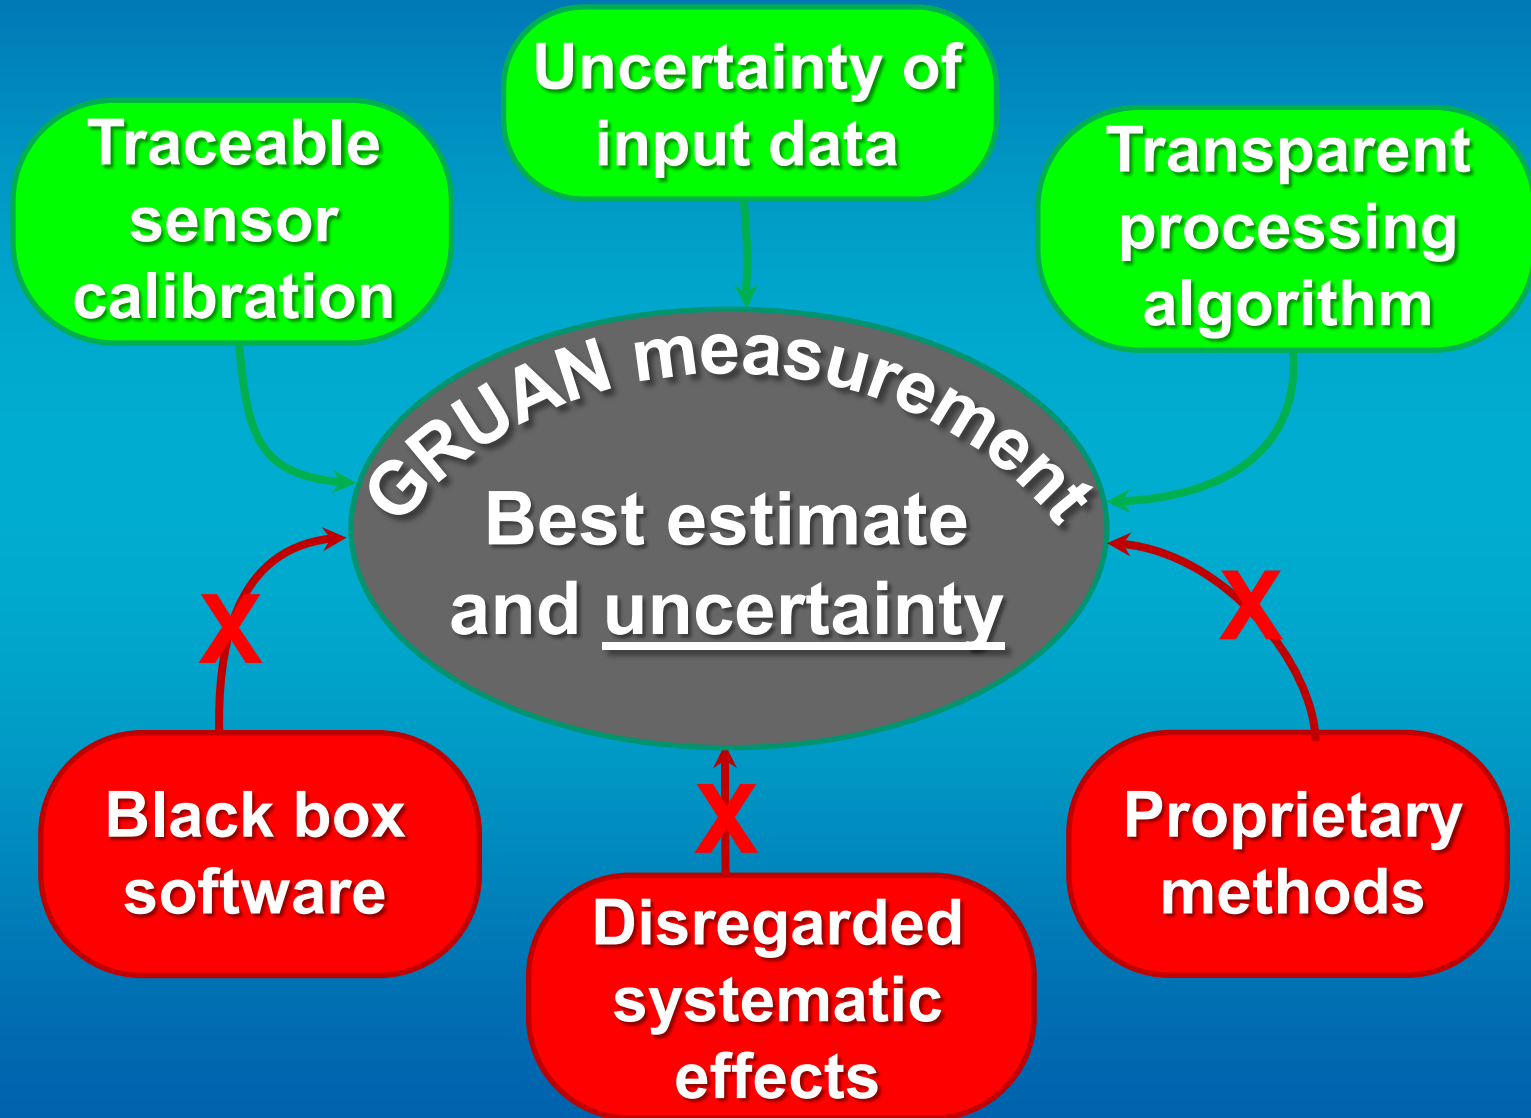 Uncertainty of
input data
Traceable
sensor
calibration
Transparent
processing
algorithm
GRUAN measurement
Best estimate
and uncertainty
X
X
X
Black box
software
Disregarded
systematic
effects
Proprietary
methods